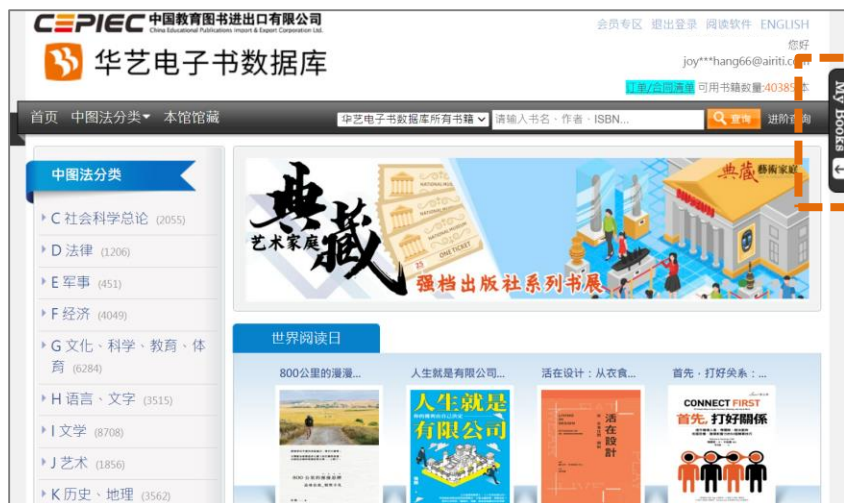 CEPIEC 中国教育图书进出口有限公司
China Educational Publications Import & Export Corporation Ltd.
会员专区 退出登录 阅读软件 ENGLISH
华艺电子书数据库
您好
joy***hang66@airiti.c
订单/合同清单 可用书籍数量:40385本
My Books
首页 中图法分类 本馆馆藏 华艺电子书数据库所有书籍 请输入书名、作者、ISBN... 查询 进阶查询
中图法分类
C 社会科学总论 (2055)
D 法律 (1206)
E 军事 (451)
F 经济 (4049)
G 文化、科学、教育、体
育 (6284)
H 语言、文字 (3515)
I 文学 (8708)
J 艺术 (1856)
K 历史、地理 (3562)
典藏 藝術家庭
典藏
艺术家庭
NATIONAL MUSEUM
ONE TICKET
强档出版社系列书展
世界阅读日
800公里的漫漫...
人生就是有限公司...
活在设计：从衣食...
首先，打好关系：...
人生就是
有限公司
活在設計
CONNECT FIRST
首先,打好關係